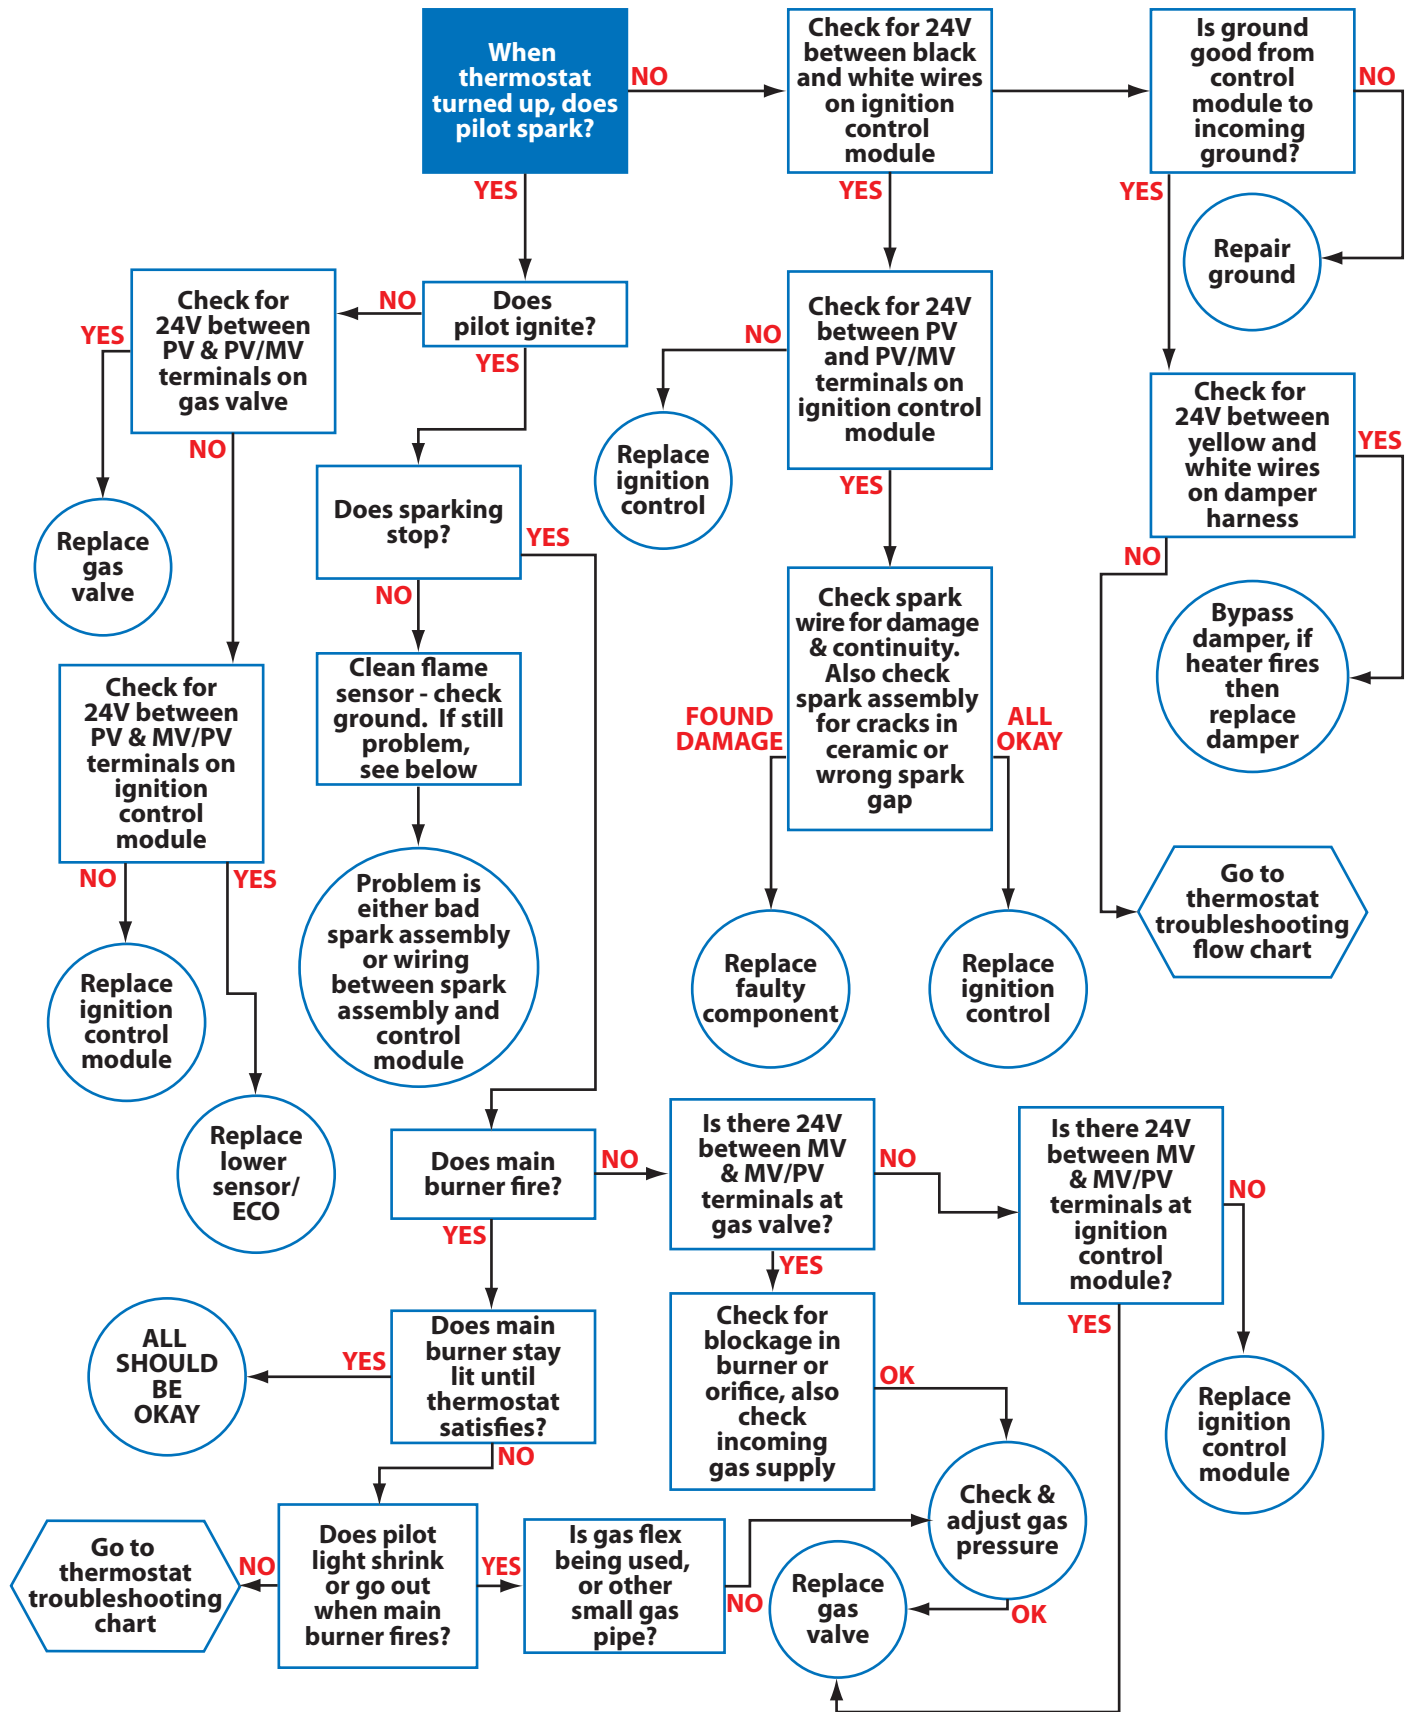 When
thermostat
turned up, does
pilot spark?
NO
YES
Check for 24V
between black
and white wires
on ignition
control
module
YES
Is ground
good from
control
module to
incoming
ground?
NO
YES
Repair
ground
Does
pilot ignite?
NO
YES
Check for
24V between
PV & PV/MV
terminals on
gas valve
YES
NO
Replace
gas
valve
Check for 24V
between PV
and PV/MV
terminals on
ignition control
module
NO
YES
Replace
ignition
control
Check for
24V between
yellow and
white wires
on damper
harness
YES
NO
Bypass
damper, if
heater fires
then
replace
damper
Go to
thermostat
troubleshooting
flow chart
Does sparking
stop?
YES
NO
Clean flame
sensor - check
ground.  If still
problem,
see below
Problem is
either bad
spark assembly
or wiring
between spark
assembly and
control
module
Check for
24V between
PV & MV/PV
terminals on
ignition
control
module
NO
YES
Replace
ignition
control
module
Replace
lower
sensor/
ECO
Check spark
wire for damage
& continuity.
Also check
spark assembly
for cracks in
ceramic or
wrong spark
gap
FOUND
DAMAGE
ALL
OKAY
Replace
faulty
component
Replace
ignition
control
Does main
burner fire?
NO
YES
Is there 24V
between MV
& MV/PV
terminals at
gas valve?
NO
YES
Is there 24V
between MV
& MV/PV
terminals at
ignition
control
module?
NO
YES
Replace
ignition
control
module
Check for
blockage in
burner or
orifice, also
check
incoming
gas supply
OK
Check &
adjust gas
pressure
OK
Replace
gas
valve
Does main
burner stay
lit until
thermostat
satisfies?
YES
NO
ALL
SHOULD
BE
OKAY
Does pilot
light shrink
or go out
when main
burner fires?
NO
YES
Go to
thermostat
troubleshooting
chart
Is gas flex
being used,
or other
small gas
pipe?
NO